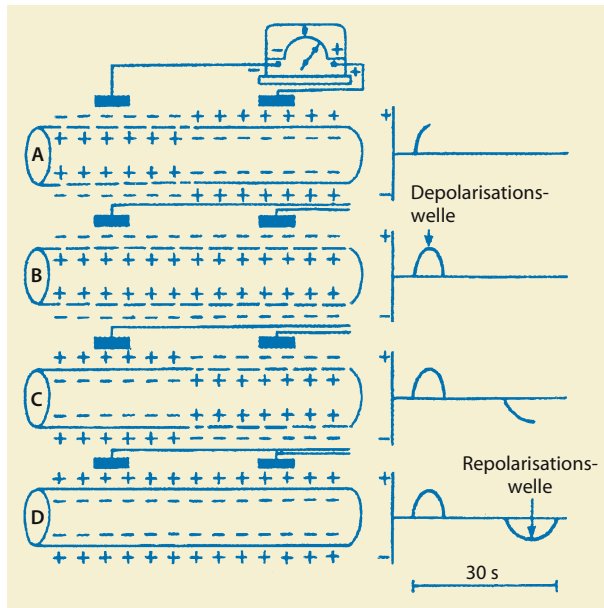 A
Depolarisations-
welle
B
C
Repolarisations-
welle
D
30 s